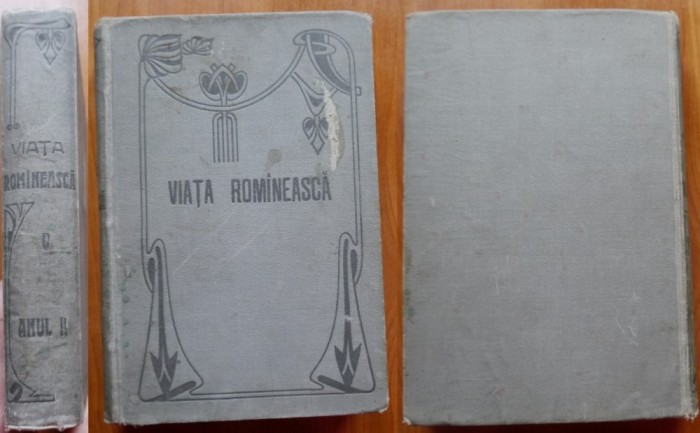 VIAȚA
ROMÎNEASCĂ
C
ANUL II
VIAȚA ROMÎNEASCĂ